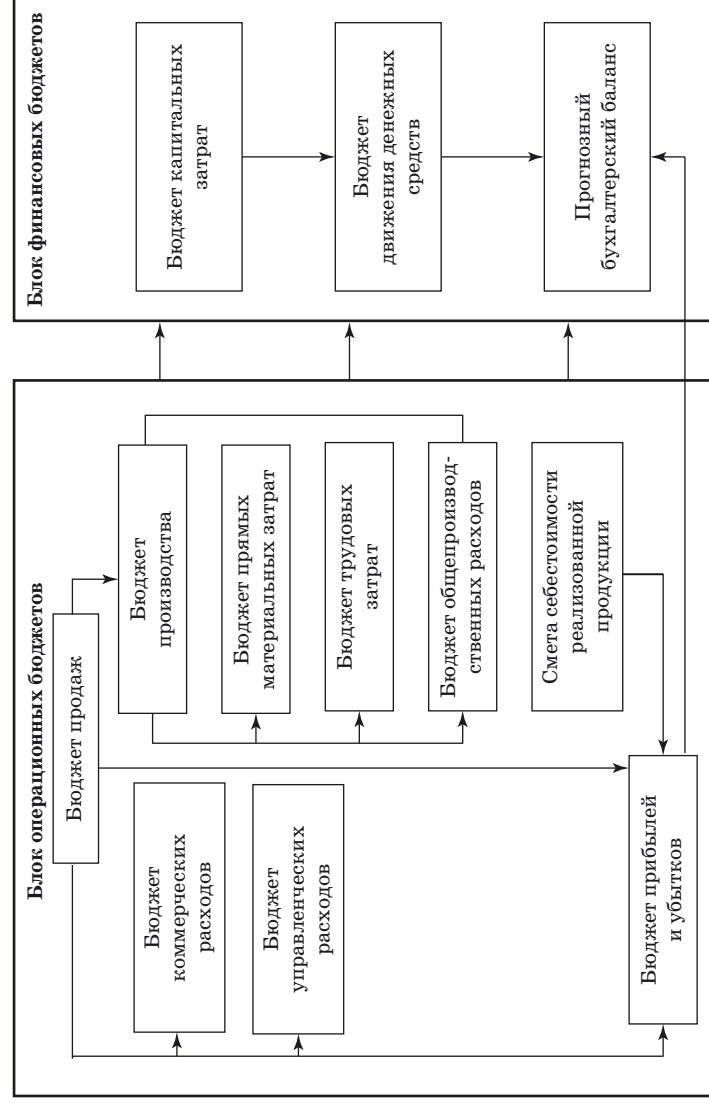 Блок операционных бюджетов
Бюджет продаж
Бюджет
коммерческих
расходов
Бюджет
управленческих
расходов
Бюджет
производства
Бюджет прямых
материальных затрат
Бюджет трудовых
затрат
Бюджет общепроизвод-
ственных расходов
Смета себестоимости
реализованной
продукции
Бюджет прибылей
и убытков
Блок финансовых бюджетов
Бюджет капитальных
затрат
Бюджет
движения денежных
средств
Прогнозный
бухгалтерский баланс